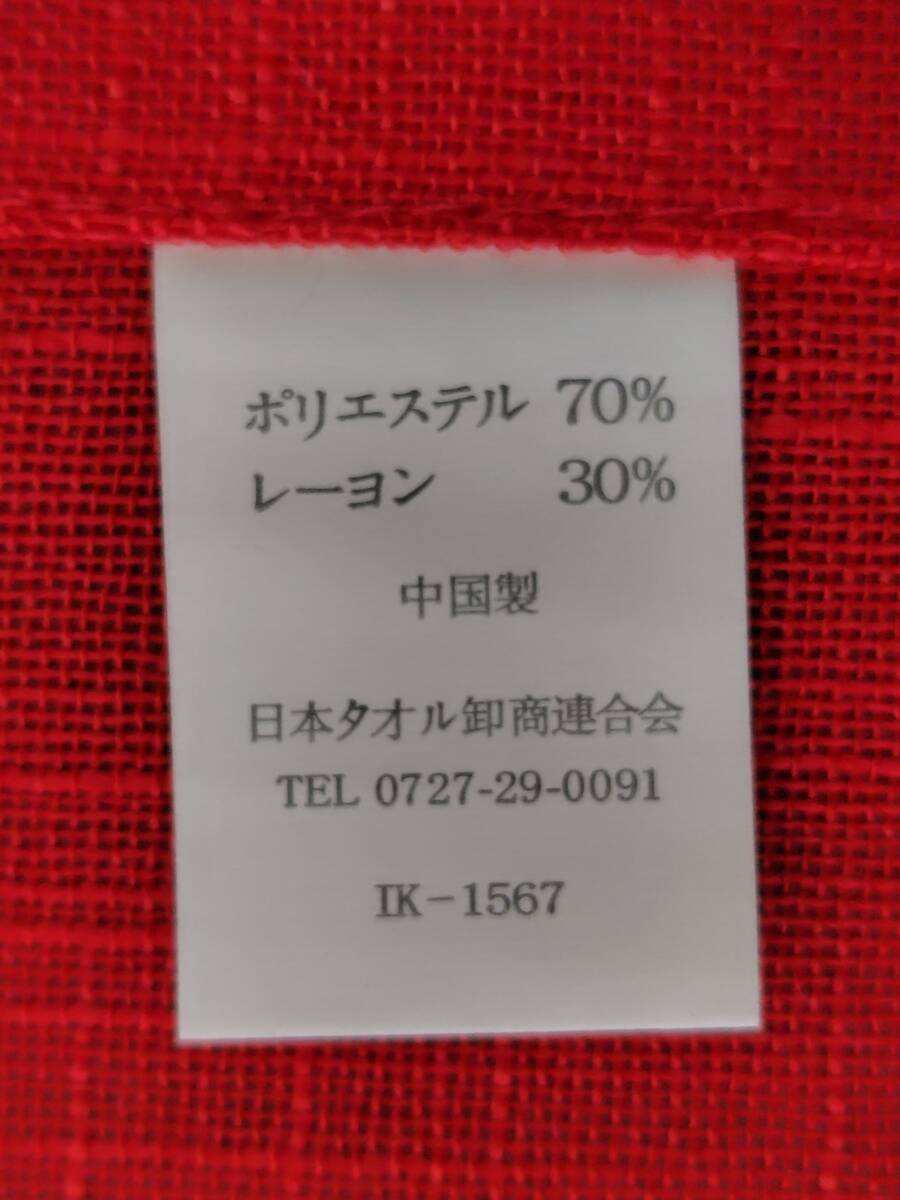 ポリエステル 70%
レーヨン 30%
中国製
日本タオル卸商連合会
TEL 0727-29-0091
IK-1567